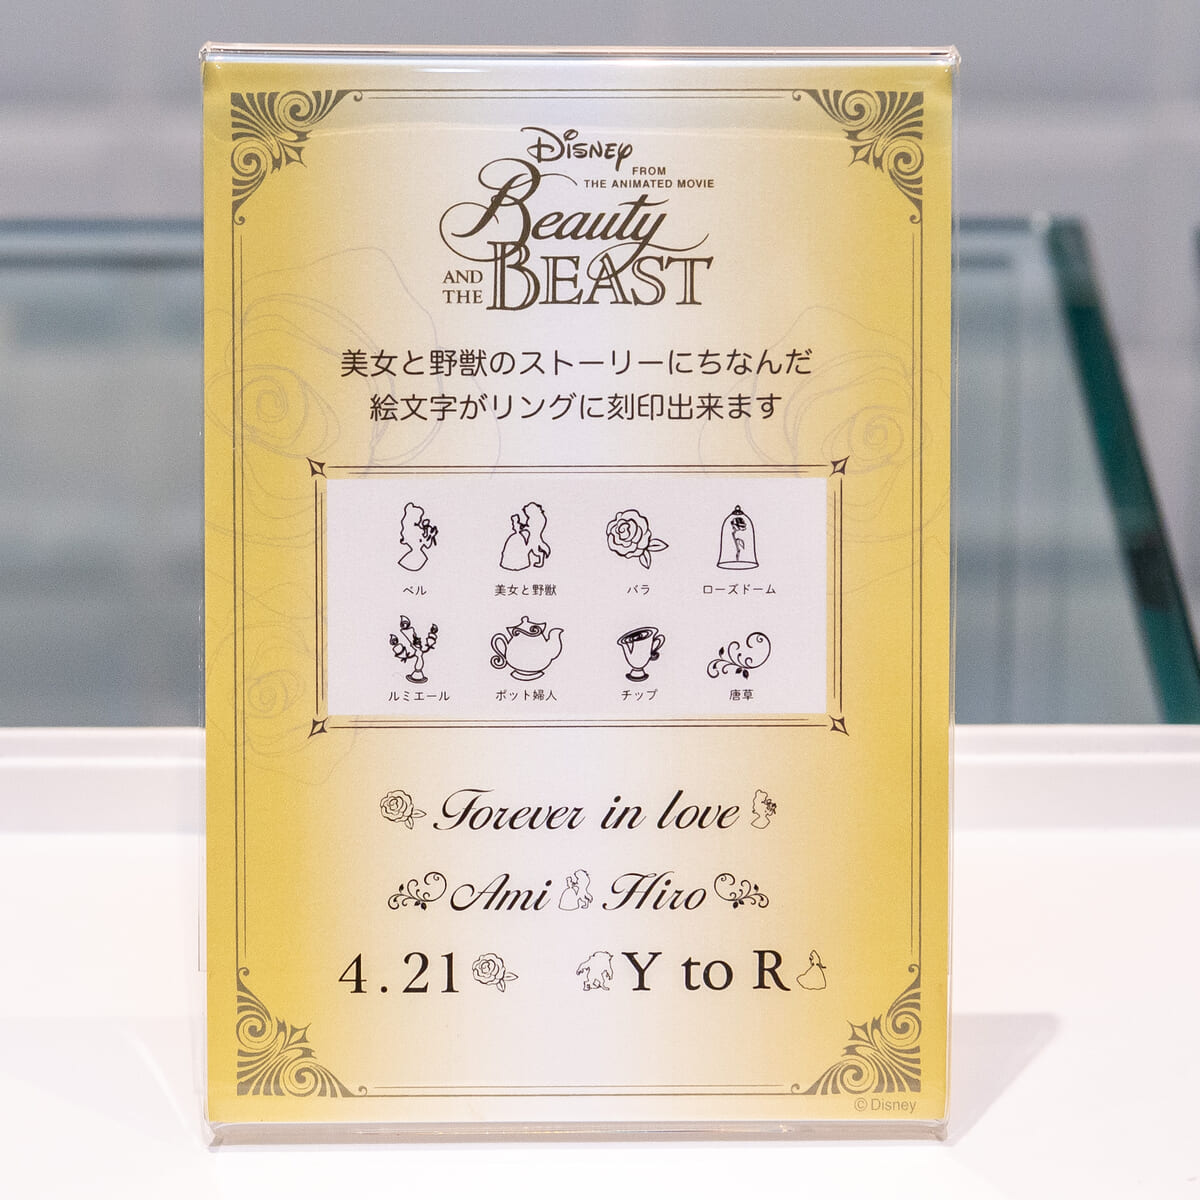 Disney
FROM
THE ANIMATED MOVIE
Beauty
AND THE BEAST
美女と野獣のストーリーにちなんだ
絵文字がリングに刻印出来ます
ベル 美女と野獣 バラ ローズドーム
ルミエール ポット婦人 チップ 唐草
Forever in love
Ami Hiro
4.21 Y to R
©Disney